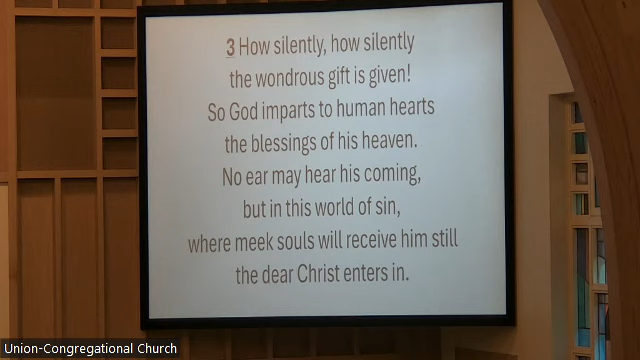 3 How silently, how silently
the wondrous gift is given!
So God imparts to human hearts
the blessings of his heaven.
No ear may hear his coming,
but in this world of sin,
where meek souls will receive him still
the dear Christ enters in.
Union-Congregational Church